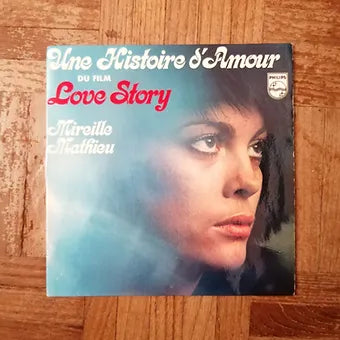 Une Histoire d'Amour
DU FILM
Love Story
PHILIPS
Mireille
Mathieu